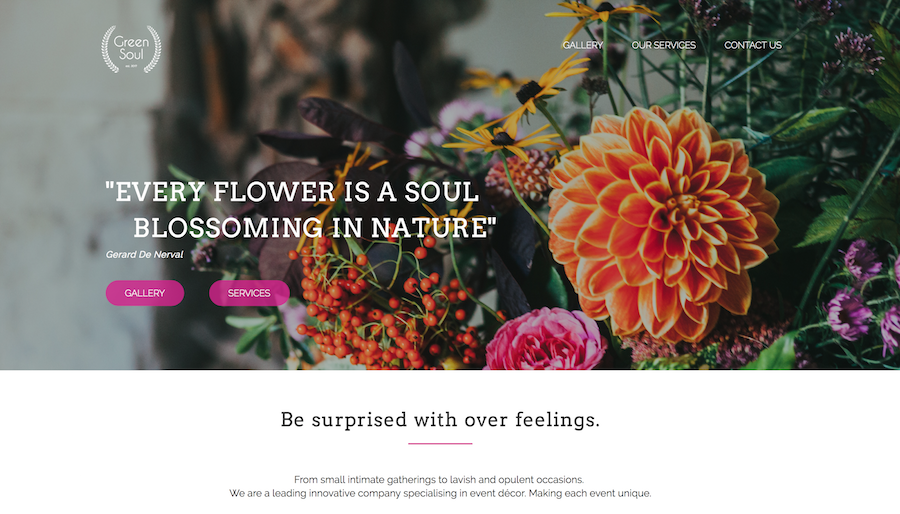 Green
Soul
GALLERY
OUR SERVICES
CONTACT US
"EVERY FLOWER IS A SOUL
BLOSSOMING IN NATURE"
Gerard De Nerval
GALLERY
SERVICES
Be surprised with over feelings.
From small intimate gatherings to lavish and opulent occasions.
We are a leading innovative company specialising in event décor. Making each event unique.